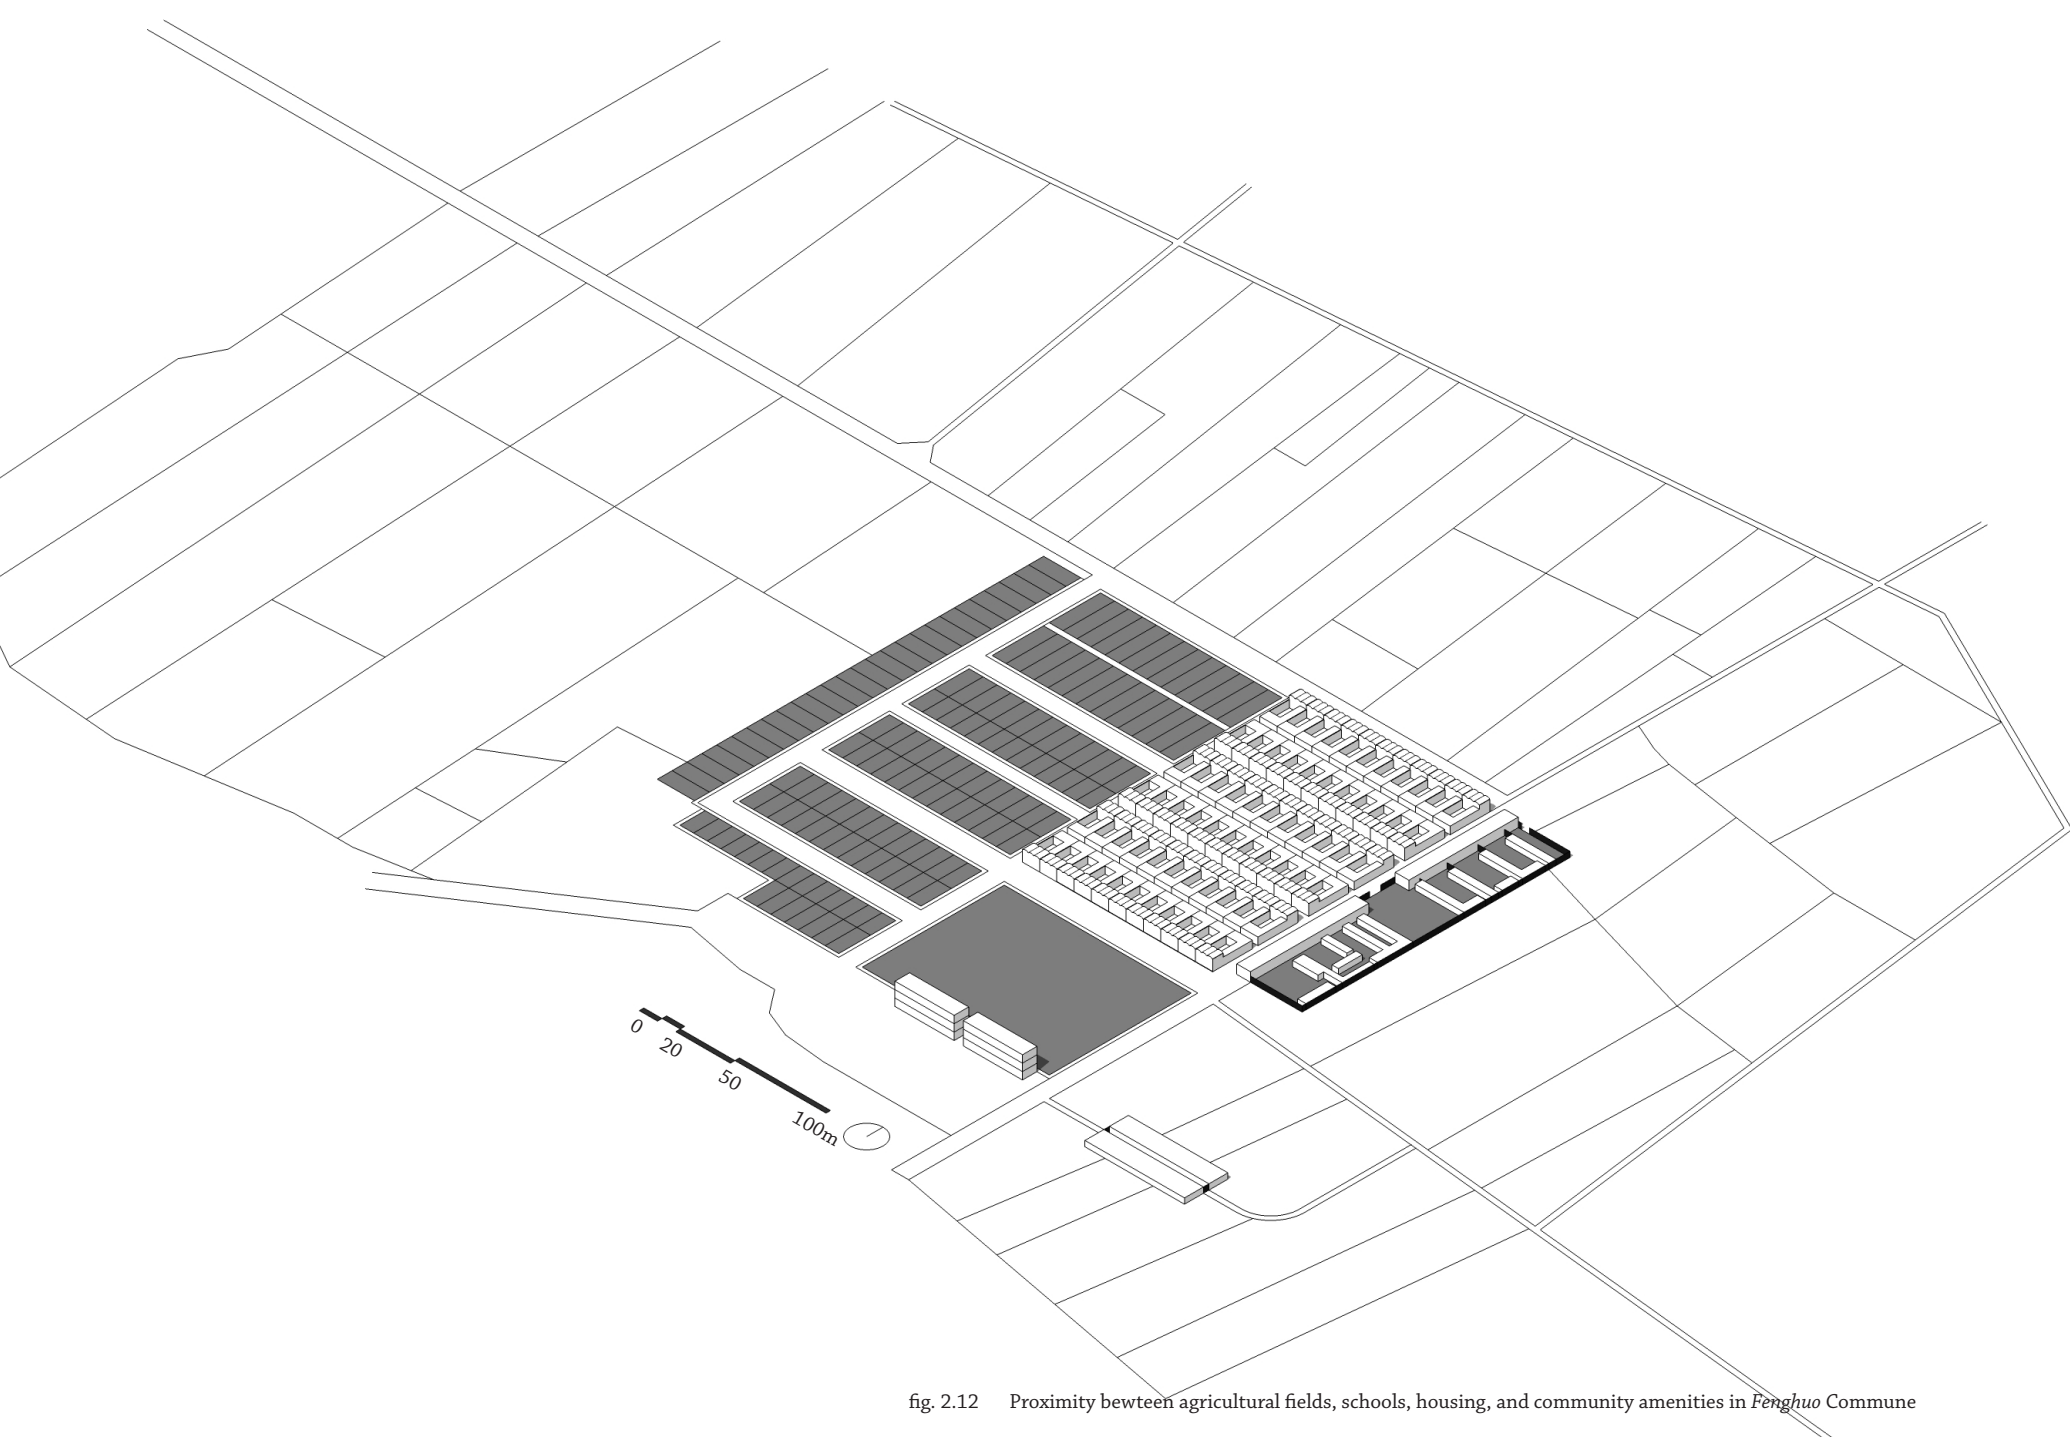 0
20
50
100m
fig. 2.12 Proximity bewteen agricultural fields, schools, housing, and community amenities in Fenghuo Commune